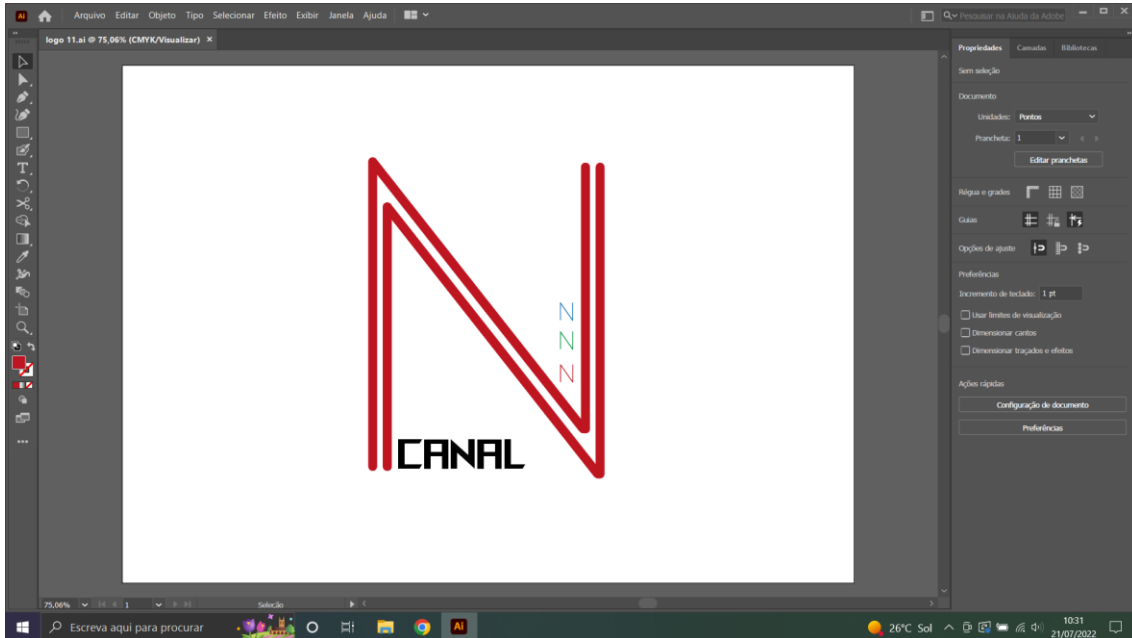 Ai Arquivo Editar Objeto Tipo Selecionar Efeito Exibir Janela Ajuda Pesquisar na Ajuda da Adobe
logo 11.ai @ 75,06% (CMYK/Visualizar) ×
Propriedades Camadas Bibliotecas
Sem seleção
Documento
Unidades: Pontos
Prancheta: 1
Editar pranchetas
Régua e grades
Guias
Opções de ajuste
Preferências
Incremento de teclado: 1 pt
Usar limites de visualização
Dimensionar cantos
Dimensionar traçados e efeitos
Ações rápidas
Configuração de documento
Preferências
N
N
N
N
CANAL
75,06% 1 Seleção
Escreva aqui para procurar Ai 26°C Sol 10:31
21/07/2022